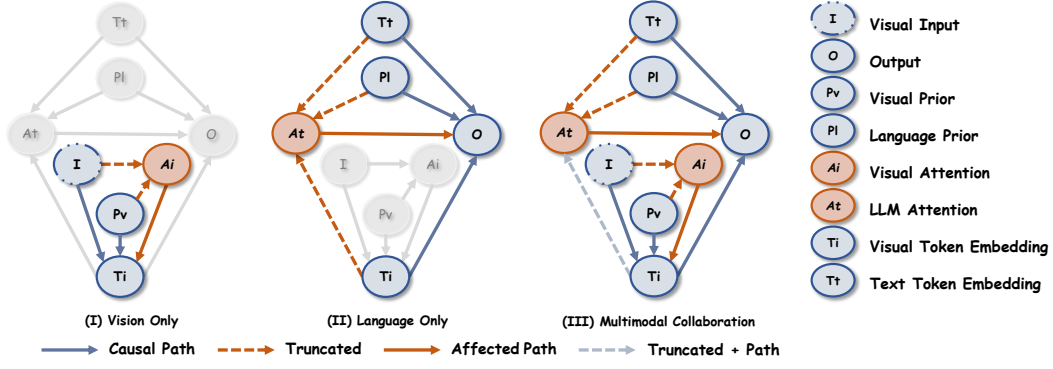 Tt
Pl
At
O
I
Ai
Pv
Ti
(I) Vision Only
Tt
Pl
At
O
I
Ai
Pv
Ti
(II) Language Only
Tt
Pl
At
O
I
Ai
Pv
Ti
(III) Multimodal Collaboration
I Visual Input
O Output
Pv Visual Prior
Pl Language Prior
Ai Visual Attention
At LLM Attention
Ti Visual Token Embedding
Tt Text Token Embedding
Causal Path Truncated Affected Path Truncated + Path